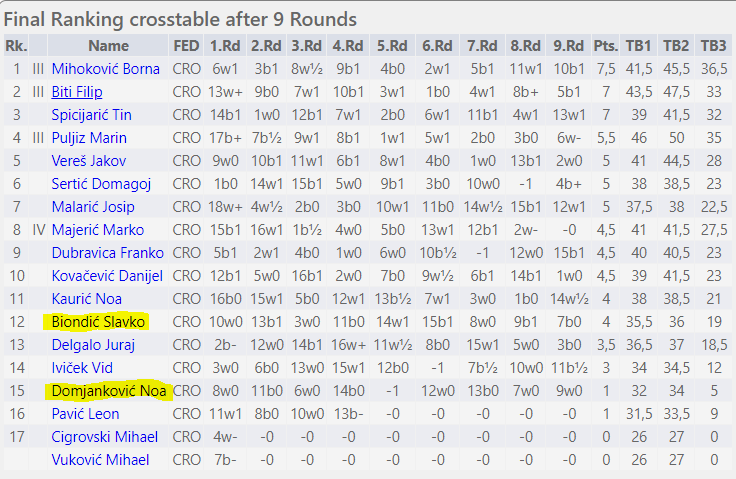 Final Ranking crosstable after 9 Rounds
Rk. Name FED 1.Rd 2.Rd 3.Rd 4.Rd 5.Rd 6.Rd 7.Rd 8.Rd 9.Rd Pts. TB1 TB2 TB3
1 III Mihoković Borna CRO 6w1 3b1 8w½ 9b1 4b0 2w1 5b1 11w1 10b1 7,5 41,5 45,5 36,5
2 III Biti Filip CRO 13w+ 9b0 7w1 10b1 3w1 1b0 4w1 8b+ 5b1 7 43,5 47,5 33
3 Spicijarić Tin CRO 14b1 1w0 12b1 7w1 2b0 6w1 11b1 4w1 13w1 7 39 41,5 32
4 III Puljiz Marin CRO 17b+ 7b½ 9w1 8b1 1w1 5w1 2b0 3b0 6w- 5,5 46 50 35
5 Vereš Jakov CRO 9w0 10b1 11w1 6b1 8w1 4b0 1w0 13b1 2w0 5 41 44,5 28
6 Sertić Domagoj CRO 1b0 14w1 15b1 5w0 9b1 3b0 10w0 -1 4b+ 5 38 38,5 23
7 Malarić Josip CRO 18w+ 4w½ 2b0 3b0 10w1 11b0 14w½ 15b1 12w1 5 37,5 38 22,5
8 IV Majerić Marko CRO 15b1 16w1 1b½ 4w0 5b0 13w1 12b1 2w- -0 4,5 41 41,5 27,5
9 Dubravica Franko CRO 5b1 2w1 4b0 1w0 6w0 10b½ -1 12w0 15b1 4,5 40 40,5 23
10 Kovačević Danijel CRO 12b1 5w0 16b1 2w0 7b0 9w½ 6b1 14b1 1w0 4,5 39 41,5 23
11 Kaurić Noa CRO 16b0 15w1 5b0 12w1 13b½ 7w1 3w0 1b0 14w½ 4 38 38,5 21
12 Biondić Slavko CRO 10w0 13b1 3w0 11b0 14w1 15b1 8w0 9b1 7b0 4 35,5 36 19
13 Delgalo Juraj CRO 2b- 12w0 14b1 16w+ 11w½ 8b0 15w1 5w0 3b0 3,5 36,5 37 18,5
14 Iviček Vid CRO 3w0 6b0 13w0 15w1 12b0 -1 7b½ 10w0 11b½ 3 34 34,5 12
15 Domjanković Noa CRO 8w0 11b0 6w0 14b0 -1 12w0 13b0 7w0 9w0 1 32 34 5
16 Pavić Leon CRO 11w1 8b0 10w0 13b- -0 -0 -0 -0 -0 1 31,5 33,5 9
17 Cigrovski Mihael CRO 4w- -0 -0 -0 -0 -0 -0 -0 -0 0 26 27 0
Vuković Mihael CRO 7b- -0 -0 -0 -0 -0 -0 -0 -0 0 26 27 0